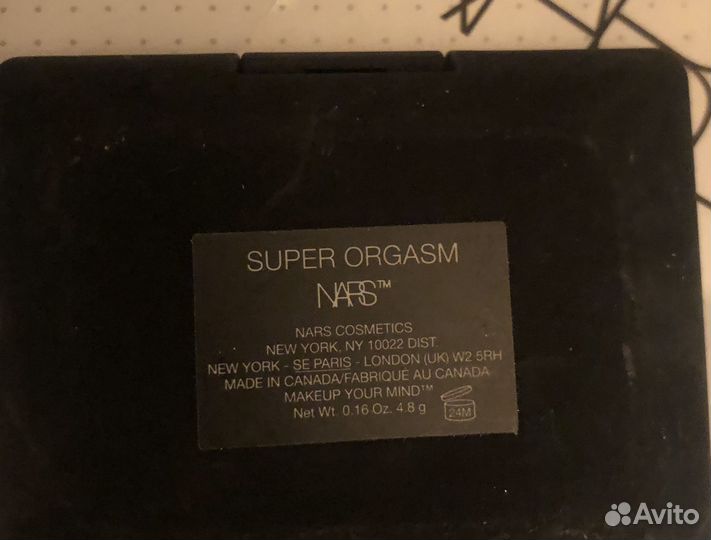 SUPER ORGASM
NARS™
NARS COSMETICS
NEW YORK, NY 10022 DIST.
NEW YORK - SE PARIS - LONDON (UK) W2 5RH
MADE IN CANADA/FABRIQUE AU CANADA
MAKEUP YOUR MIND™
Net Wt. 0.16 Oz. 4.8 g
24M
Avito